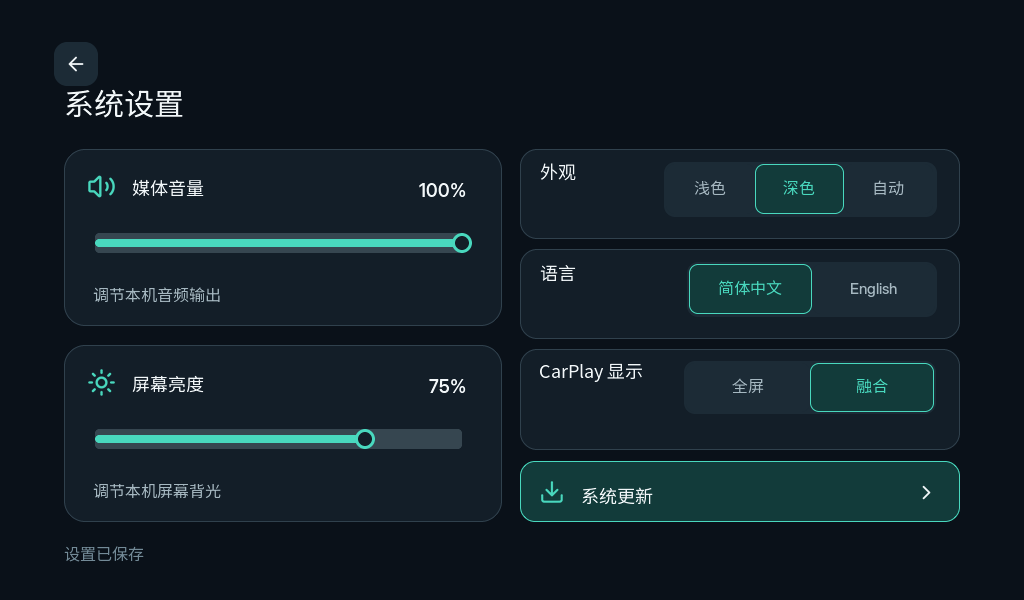 系统设置
媒体音量
100%
调节本机音频输出
屏幕亮度
75%
调节本机屏幕背光
设置已保存
外观
浅色
深色
自动
语言
简体中文
English
CarPlay 显示
全屏
融合
系统更新